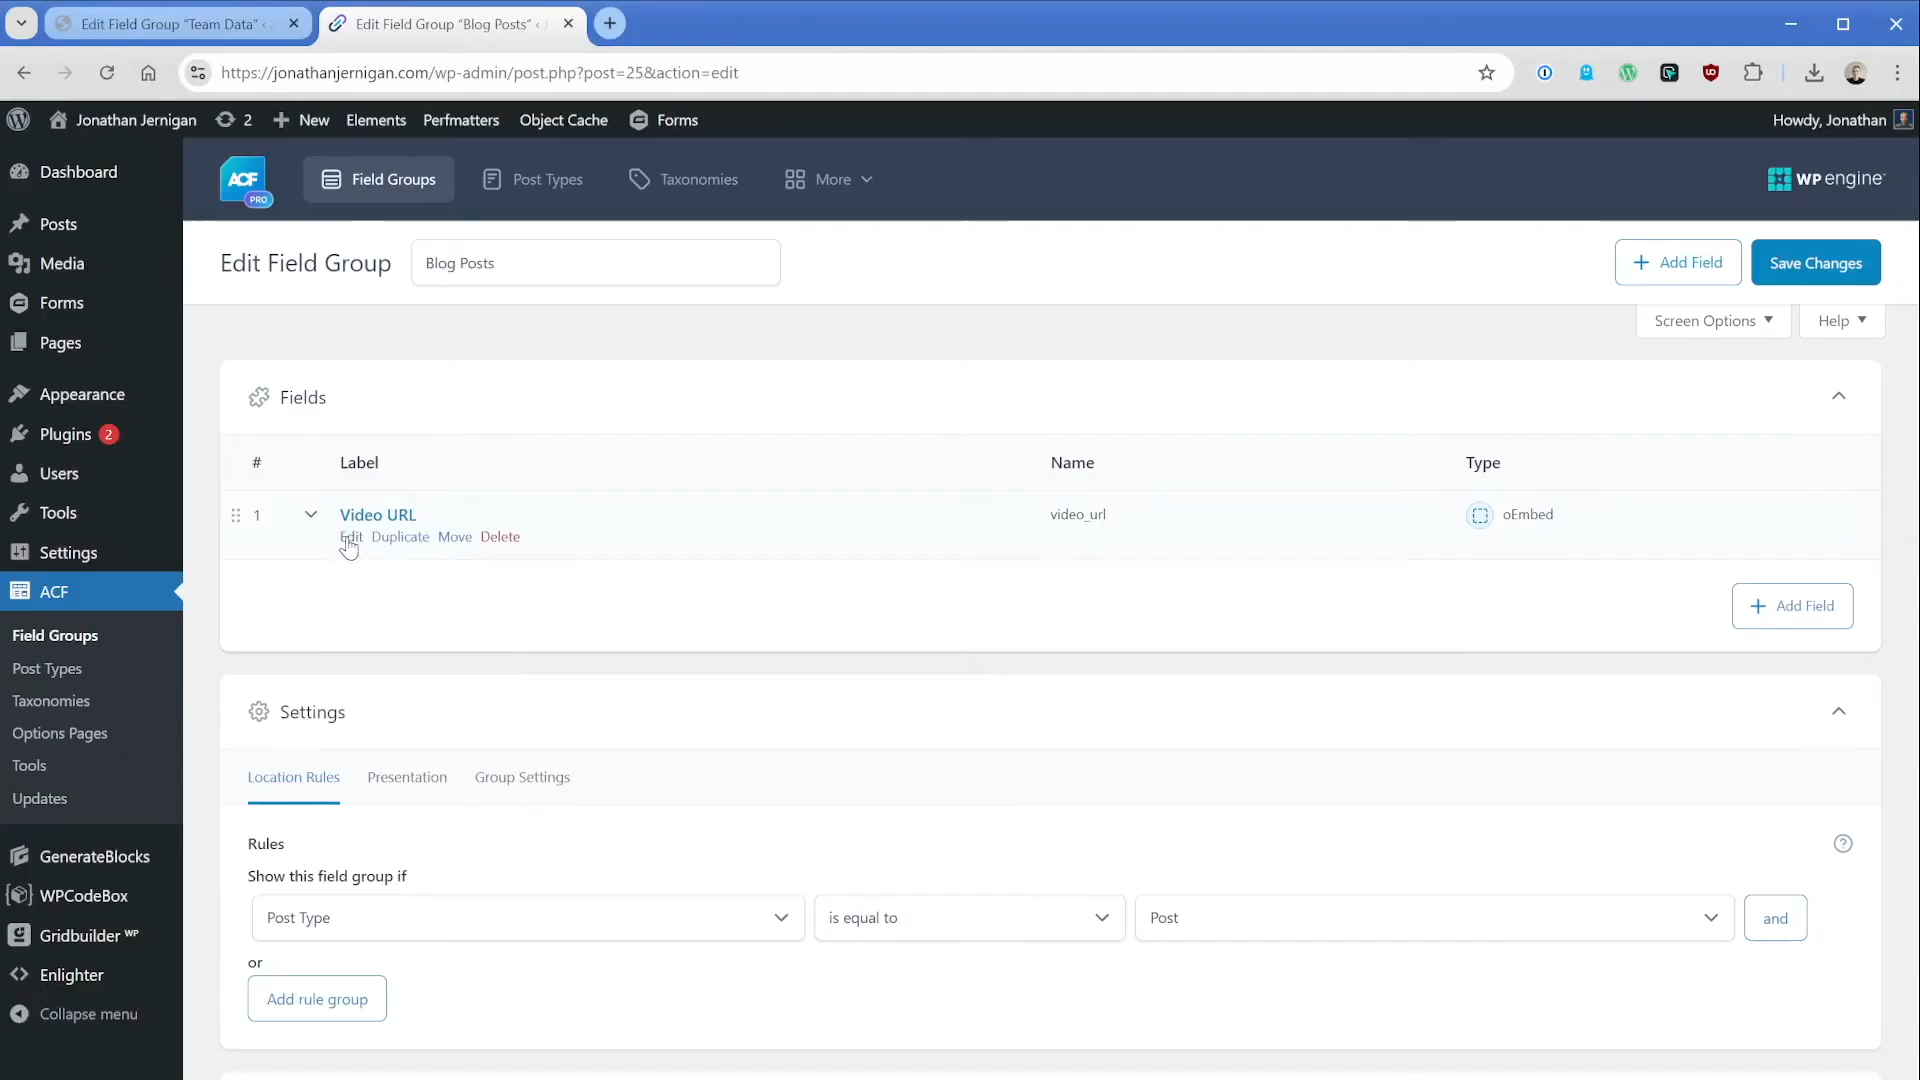 Edit Field Group “Team Data” ‹
Edit Field Group “Blog Posts” ‹
https://jonathanjernigan.com/wp-admin/post.php?post=25&action=edit
Jonathan Jernigan
2
New
Elements
Perfmatters
Object Cache
Forms
Howdy, Jonathan
Dashboard
Posts
Media
Forms
Pages
Appearance
Plugins 2
Users
Tools
Settings
ACF
Field Groups
Post Types
Taxonomies
Options Pages
Tools
Updates
GenerateBlocks
WPCodeBox
Gridbuilder WP
Enlighter
Collapse menu
ACF
PRO
Field Groups
Post Types
Taxonomies
More
WP engine
Edit Field Group
Blog Posts
+ Add Field
Save Changes
Screen Options
Help
Fields
# Label Name Type
1 Video URL video_url oEmbed
Edit Duplicate Move Delete
+ Add Field
Settings
Location Rules Presentation Group Settings
Rules
Show this field group if
Post Type is equal to Post and
or
Add rule group